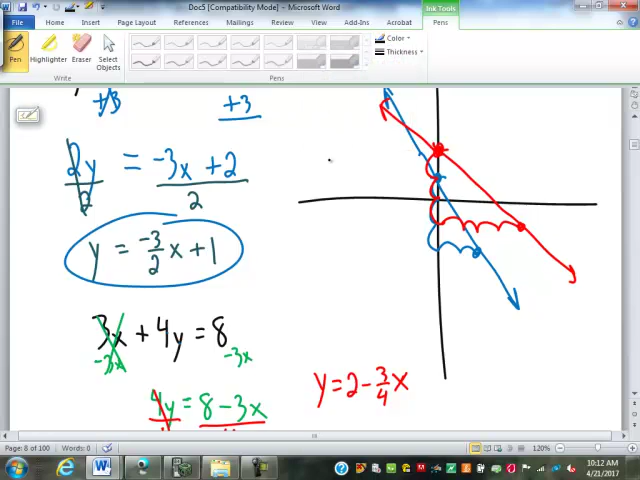 Doc5 [Compatibility Mode] - Microsoft Word
Ink Tools
File Home Insert Page Layout References Mailings Review View Add-Ins Acrobat Pens
Pen Highlighter Eraser Select Objects
Color
Thickness
Write Pens
+3 +3
2y = -3x + 2
2 2
y = -3/2 x + 1
3x + 4y = 8
-3x -3x
4y = 8 - 3x
y = 2 - 3/4 x
Page: 8 of 100 Words: 0 120%
10:12 AM
4/21/2017